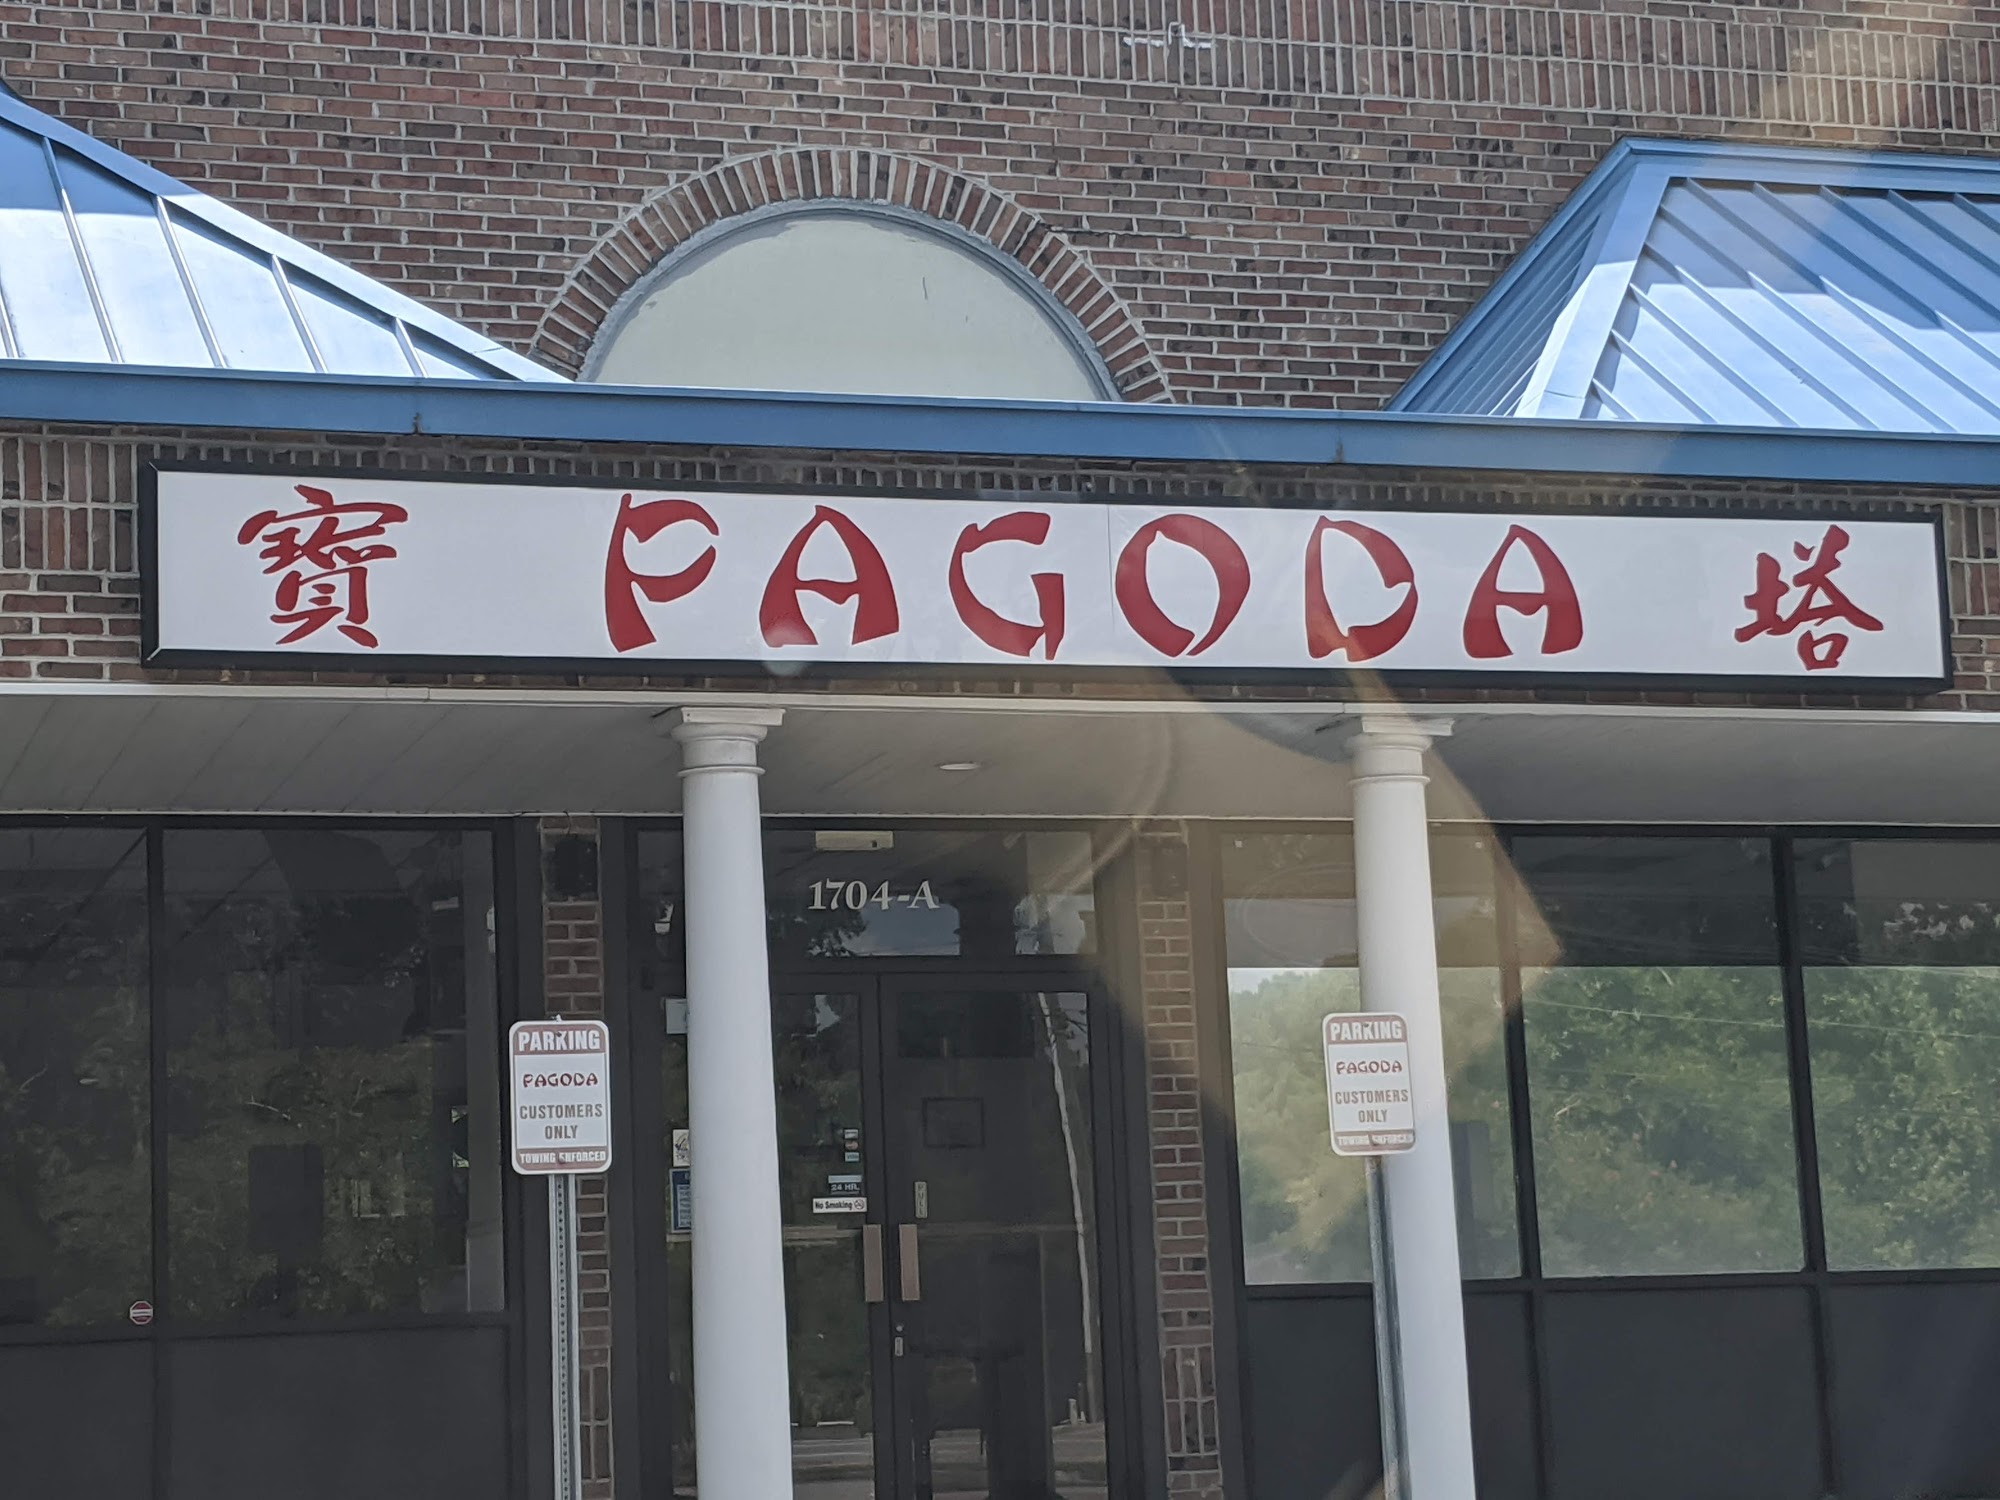 寶 PAGODA 塔
1704-A
PARKING
PAGODA
CUSTOMERS
ONLY
TOWING ENFORCED
PARKING
PAGODA
CUSTOMERS
ONLY
TOWING ENFORCED
24 HR.
No Smoking
PULL